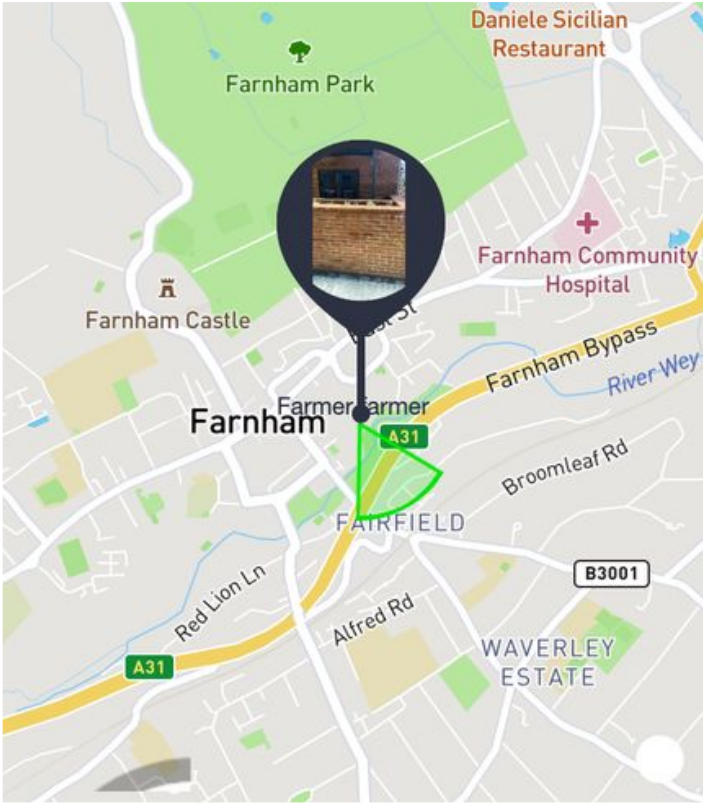 Daniele Sicilian
Restaurant
Farnham Park
Farnham Community
Hospital
Farnham Castle
Farnham Bypass
River Wey
Farmer farmer
Farnham
A31
Broomleaf Rd
FAIRFIELD
B3001
Red Lion Ln
Alfred Rd
WAVERLEY
ESTATE
A31